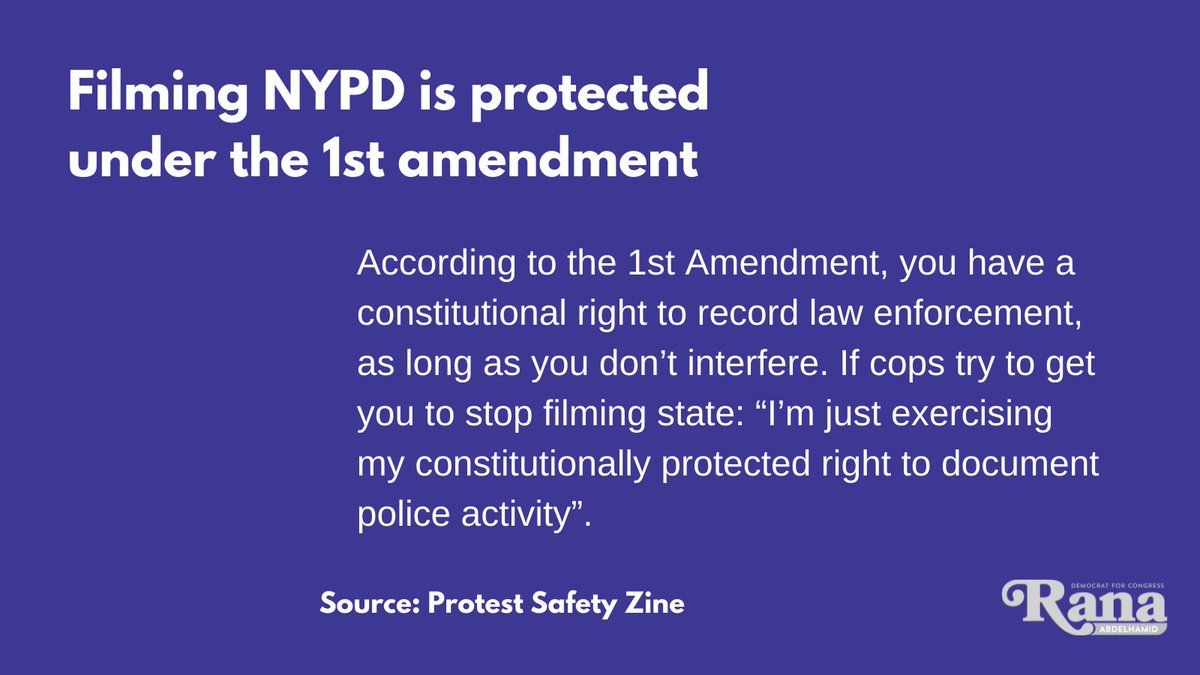 Filming NYPD is protected
under the 1st amendment
According to the 1st Amendment, you have a
constitutional right to record law enforcement,
as long as you don’t interfere. If cops try to get
you to stop filming state: “I’m just exercising
my constitutionally protected right to document
police activity”.
Source: Protest Safety Zine
DEMOCRAT FOR CONGRESS
Rana
ABDELHAMID